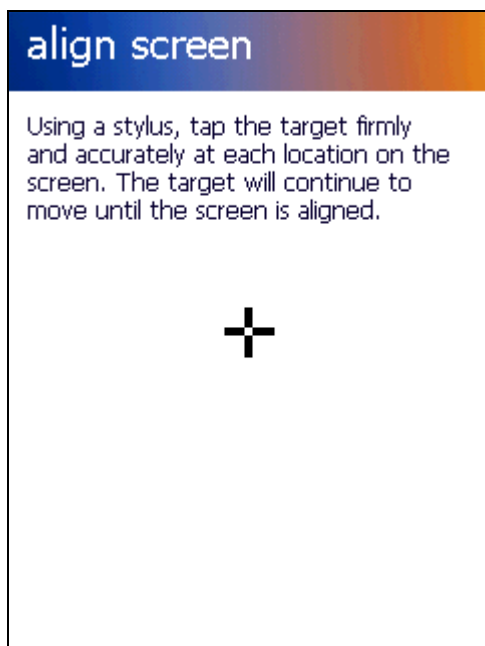 align screen
Using a stylus, tap the target firmly
and accurately at each location on the
screen. The target will continue to
move until the screen is aligned.